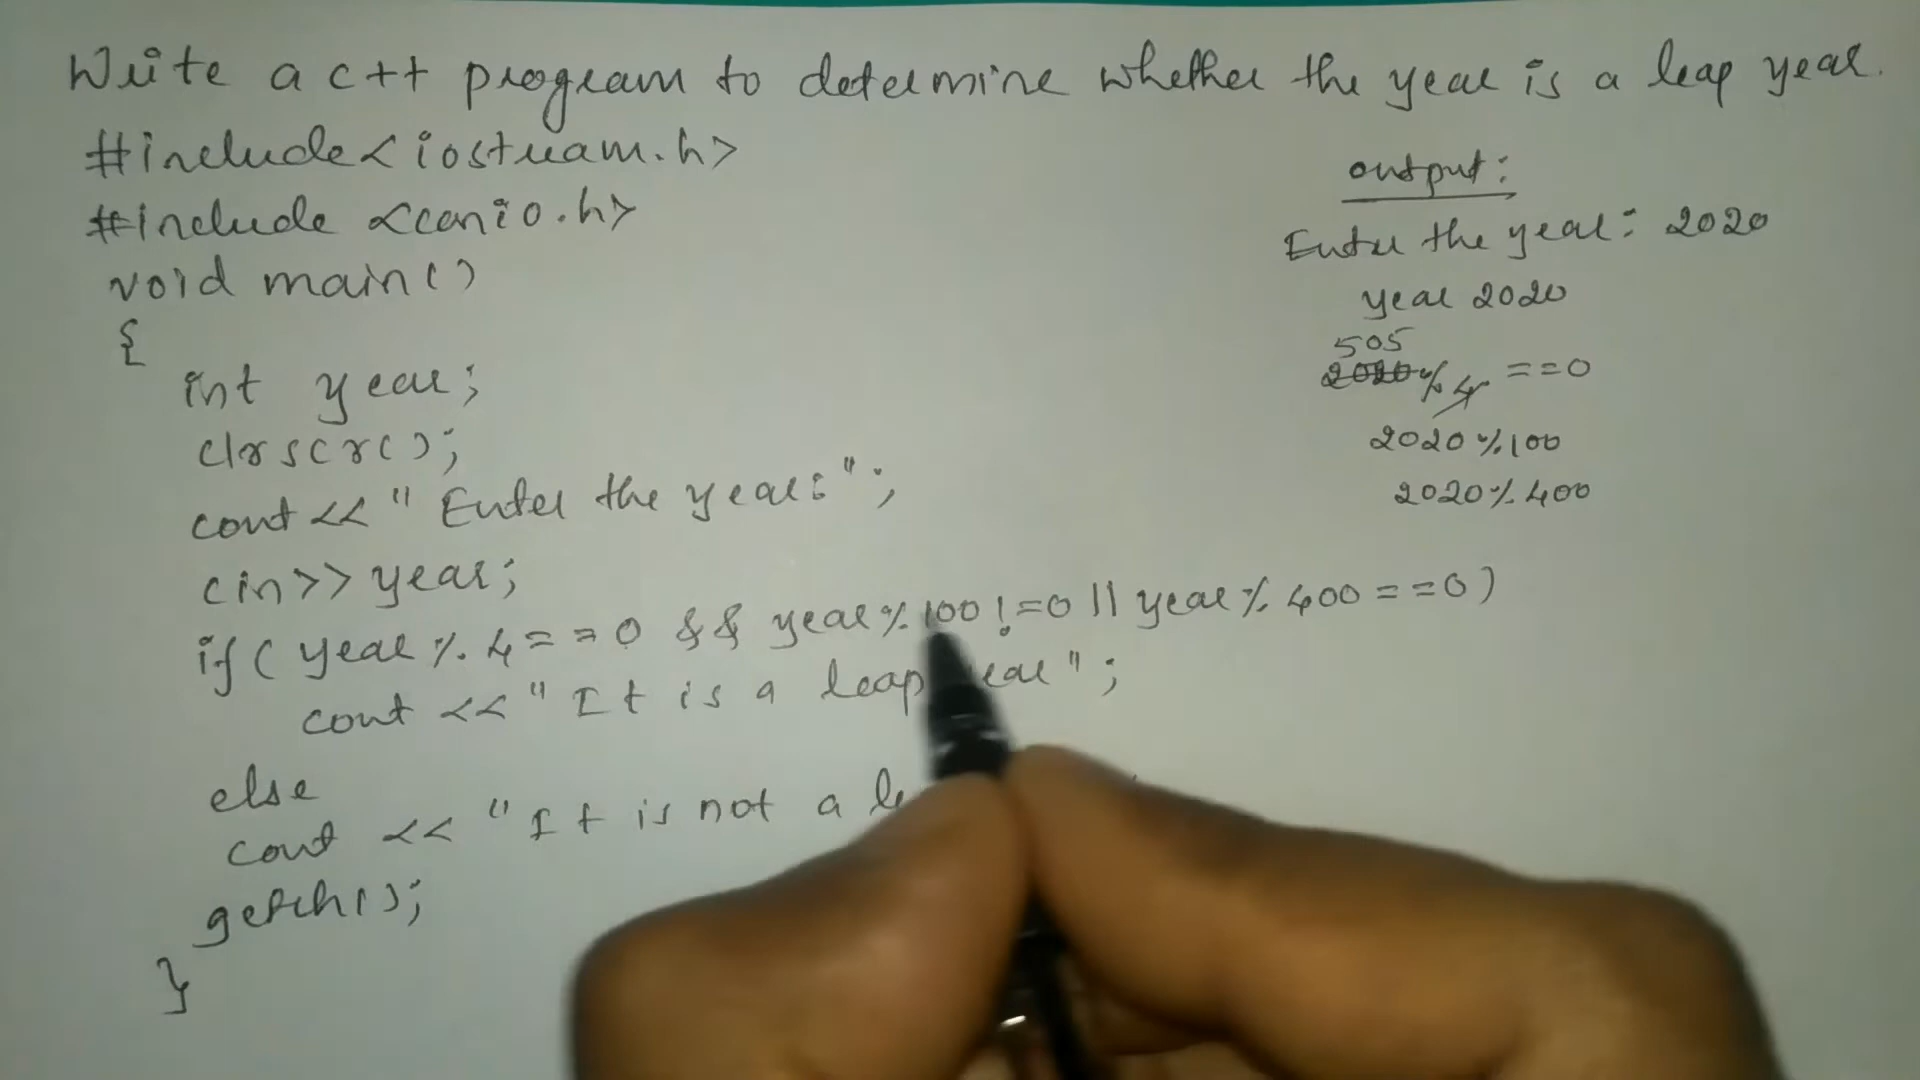 Write a c++ program to determine whether the year is a leap year.
#include<iostream.h>
#include <conio.h>
void main()
{
int year;
clrscr();
cout<<" Enter the year:";
cin>>year;
if( year % 4 == 0 && year%100!=0 || year % 400 ==0)
cout <<"It is a leap year";
else
cout << "It is not a
getch();
}
output:
Enter the year: 2020
year 2020
505
2020 % 4 ==0
2020 % 100
2020 % 400